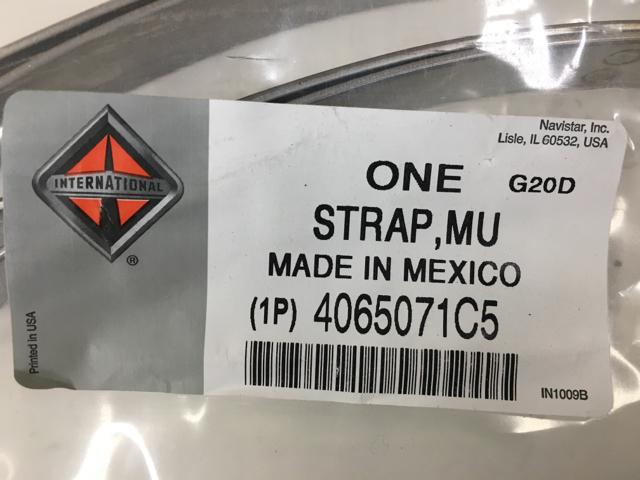 Navistar, Inc.
Lisle, IL 60532, USA
INTERNATIONAL
®
ONE G20D
STRAP,MU
MADE IN MEXICO
(1P) 4065071C5
IN1009B
Printed in USA